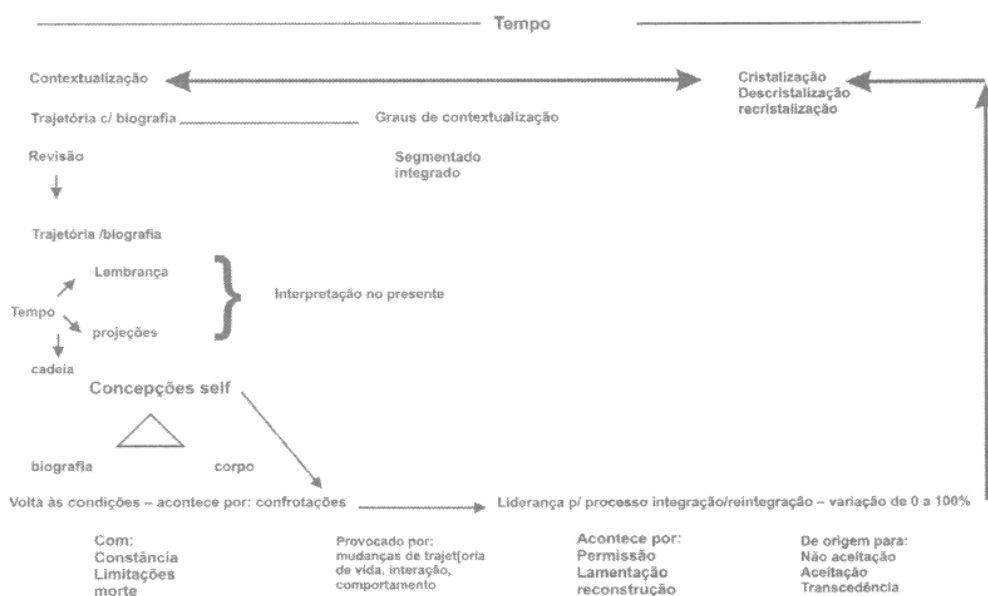 Tempo
Contextualização
Cristalização
Descristalização
recristalização
Trajetória c/ biografia
Graus de contextualização
Revisão
Segmentado
integrado
Trajetória /biografia
Lembrança
Tempo
projeções
Interpretação no presente
cadeia
Concepções self
biografia
corpo
Volta às condições – acontece por: confrotações
Liderança p/ processo integração/reintegração – variação de 0 a 100%
Com:
Constância
Limitações
morte
Provocado por:
mudanças de trajet[oria
de vida, interação,
comportamento
Acontece por:
Permissão
Lamentação
reconstrução
De origem para:
Não aceitação
Aceitação
Transcedência